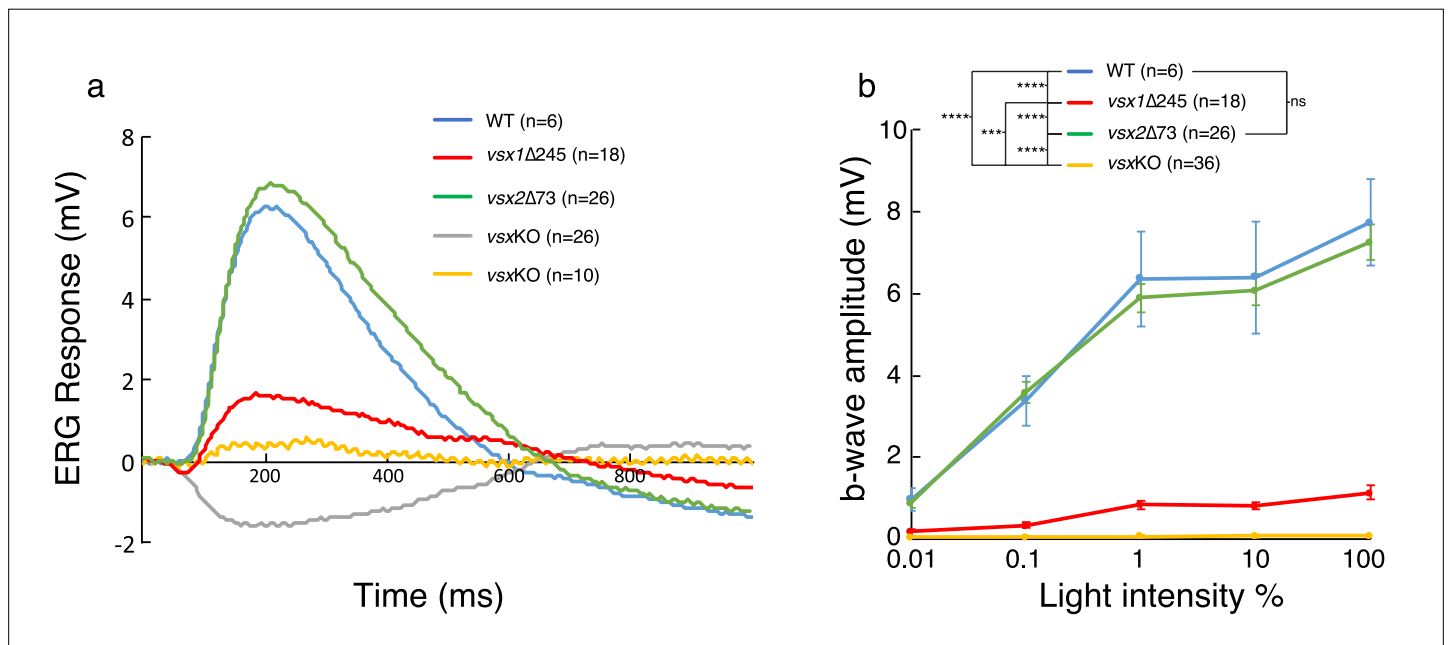 a
WT (n=6)
vsx1Δ245 (n=18)
vsx2Δ73 (n=26)
vsxKO (n=26)
vsxKO (n=10)
ERG Response (mV)
8
6
4
2
0
-2
200
400
600
800
Time (ms)
b
WT (n=6)
vsx1Δ245 (n=18)
vsx2Δ73 (n=26)
vsxKO (n=36)
****
***
****
****
****
ns
b-wave amplitude (mV)
10
8
6
4
2
0
0.01
0.1
1
10
100
Light intensity %